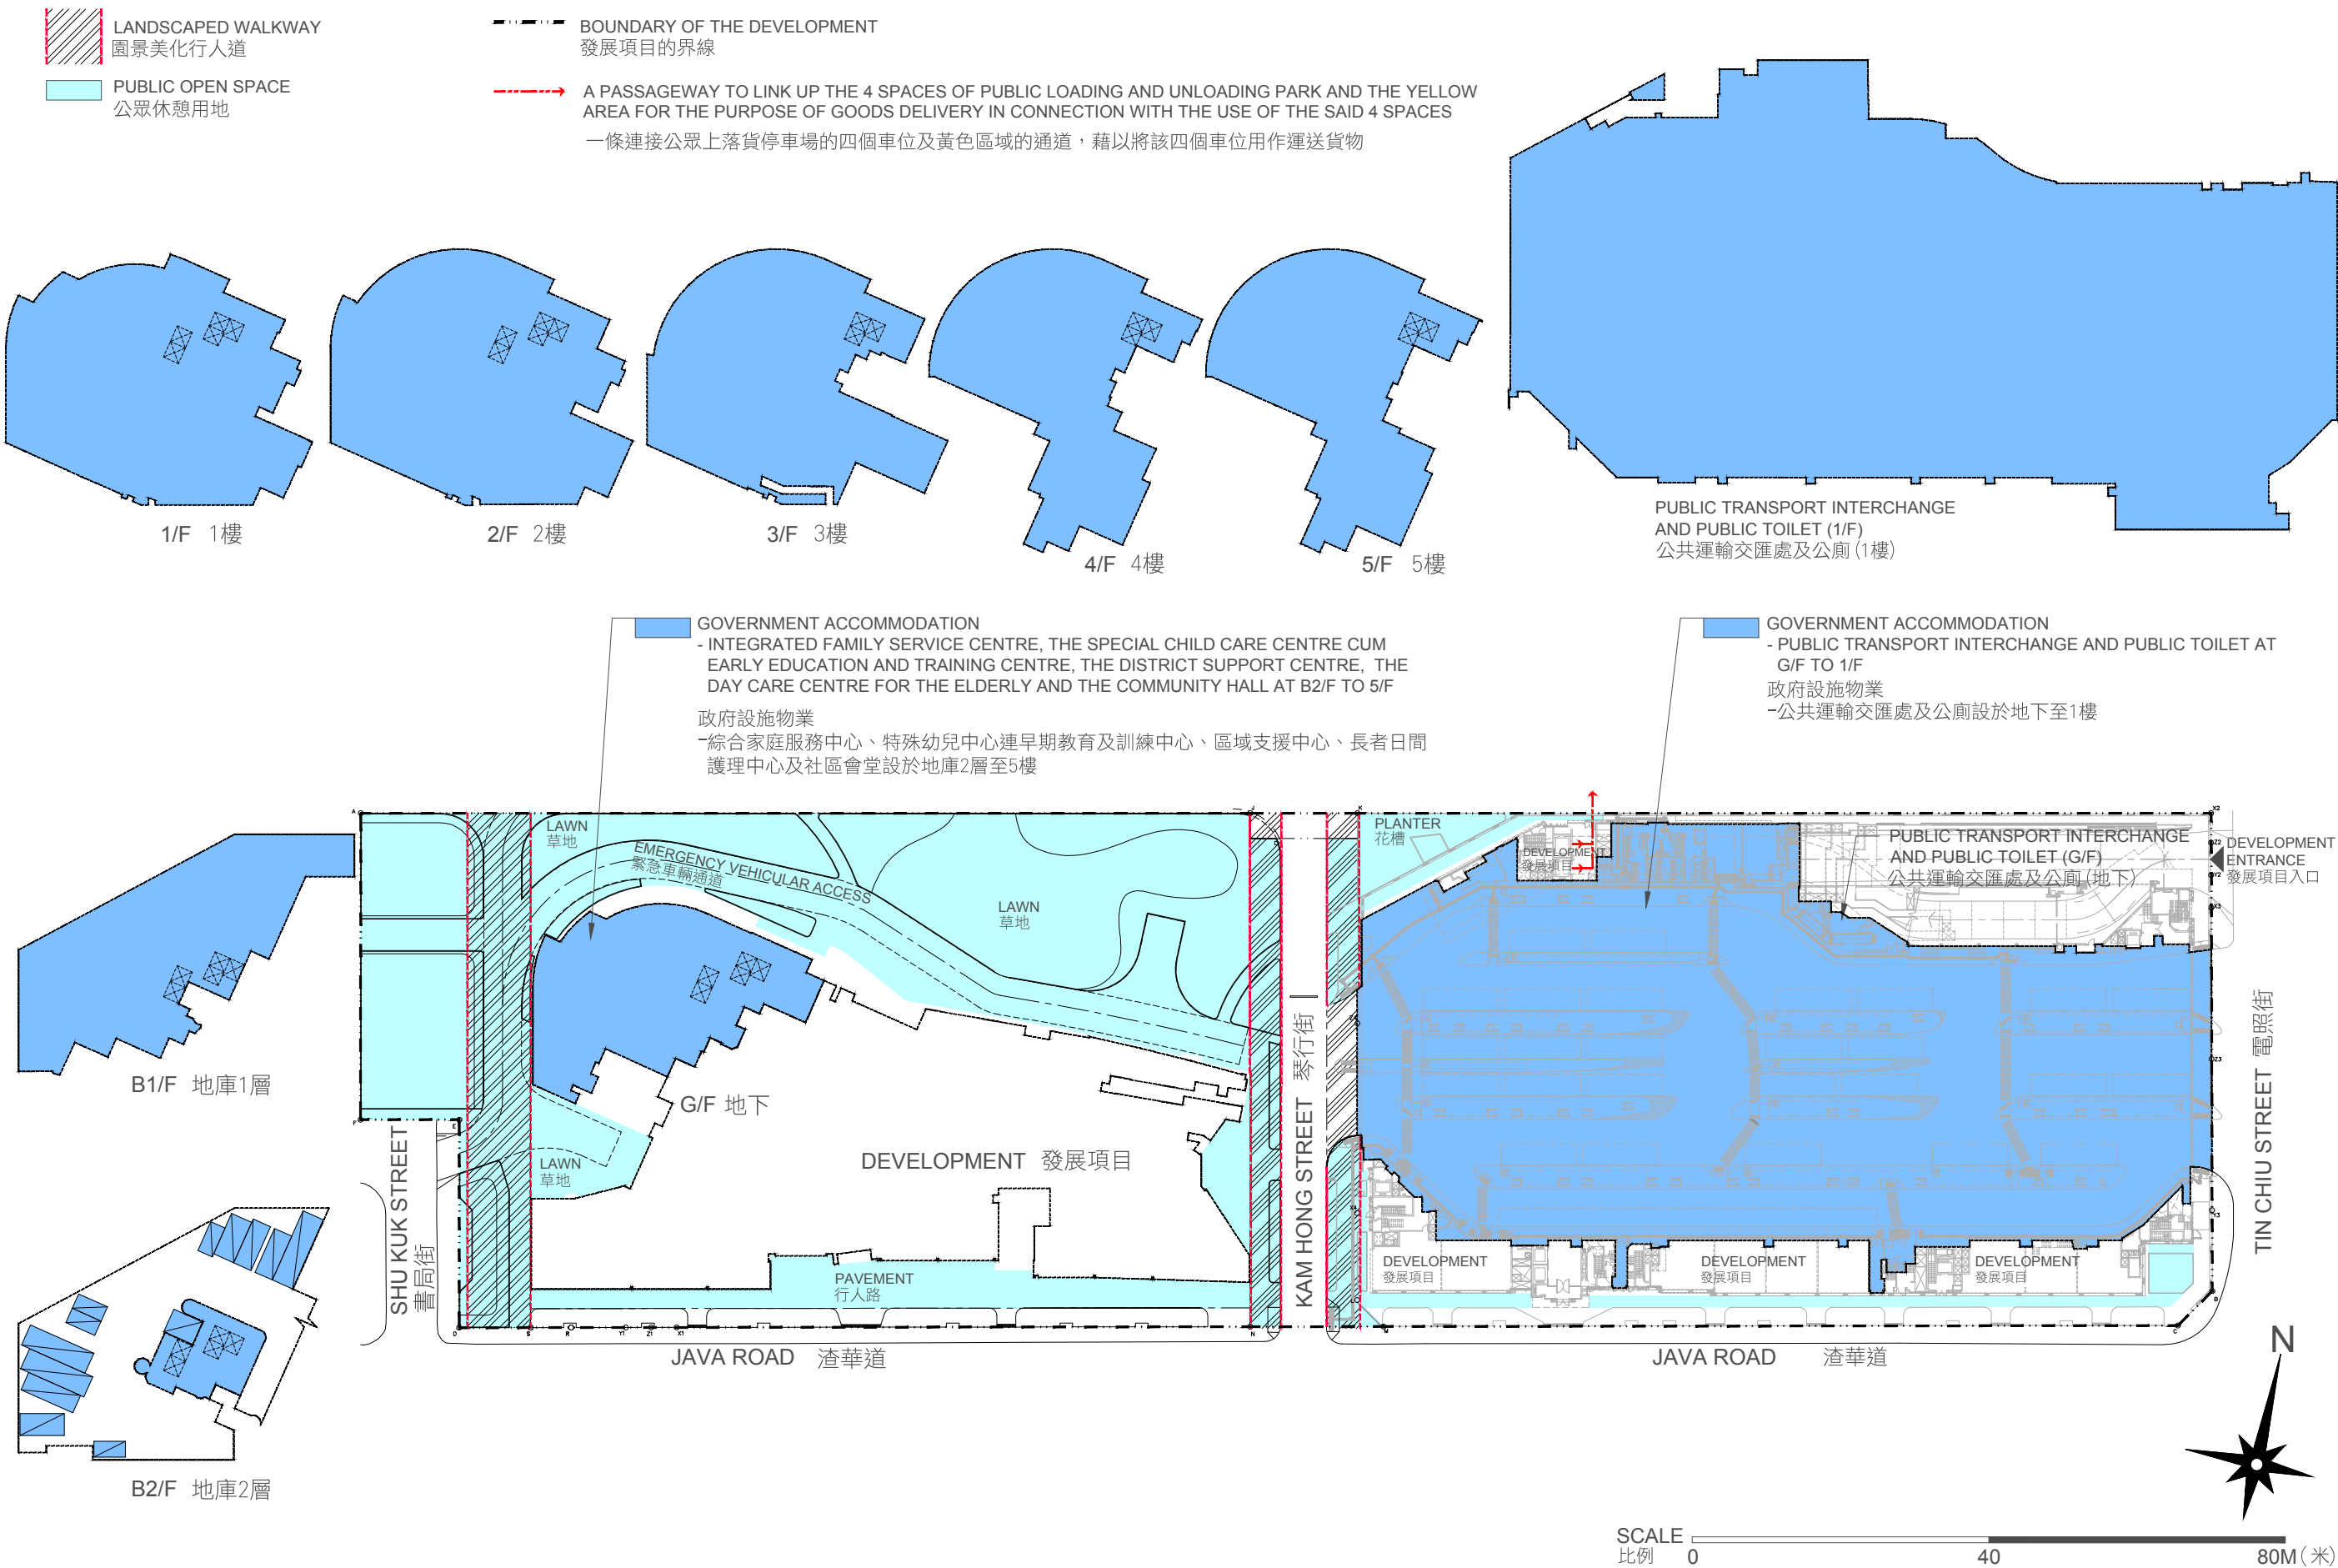 LANDSCAPED WALKWAY
園景美化行人道
PUBLIC OPEN SPACE
公眾休憩用地
BOUNDARY OF THE DEVELOPMENT
發展項目的界線
A PASSAGEWAY TO LINK UP THE 4 SPACES OF PUBLIC LOADING AND UNLOADING PARK AND THE YELLOW
AREA FOR THE PURPOSE OF GOODS DELIVERY IN CONNECTION WITH THE USE OF THE SAID 4 SPACES
一條連接公眾上落貨停車場的四個車位及黃色區域的通道，藉以將該四個車位用作運送貨物
1/F 1樓
2/F 2樓
3/F 3樓
4/F 4樓
5/F 5樓
PUBLIC TRANSPORT INTERCHANGE
AND PUBLIC TOILET (1/F)
公共運輸交匯處及公廁(1樓)
GOVERNMENT ACCOMMODATION
- INTEGRATED FAMILY SERVICE CENTRE, THE SPECIAL CHILD CARE CENTRE CUM
EARLY EDUCATION AND TRAINING CENTRE, THE DISTRICT SUPPORT CENTRE, THE
DAY CARE CENTRE FOR THE ELDERLY AND THE COMMUNITY HALL AT B2/F TO 5/F
政府設施物業
-綜合家庭服務中心、特殊幼兒中心連早期教育及訓練中心、區域支援中心、長者日間
護理中心及社區會堂設於地庫2層至5樓
GOVERNMENT ACCOMMODATION
- PUBLIC TRANSPORT INTERCHANGE AND PUBLIC TOILET AT
G/F TO 1/F
政府設施物業
-公共運輸交匯處及公廁設於地下至1樓
B1/F 地庫1層
B2/F 地庫2層
A
J
K
X2
LAWN
草地
EMERGENCY VEHICULAR ACCESS
緊急車輛通道
LAWN
草地
PLANTER
花槽
DEVELOPMENT
發展項目
PUBLIC TRANSPORT INTERCHANGE
AND PUBLIC TOILET (G/F)
公共運輸交匯處及公廁(地下)
Z2
Y2
X3
DEVELOPMENT
ENTRANCE
發展項目入口
G/F 地下
LAWN
草地
DEVELOPMENT 發展項目
F
E
SHU KUK STREET
書局街
KAM HONG STREET 琴行街
TIN CHIU STREET 電照街
Z3
Y3
X4
PAVEMENT
行人路
DEVELOPMENT
發展項目
DEVELOPMENT
發展項目
DEVELOPMENT
發展項目
D
S
R
Y1
Z1
X1
N
M
C
B
JAVA ROAD 渣華道
JAVA ROAD 渣華道
N
SCALE
比例
0
40
80M(米)